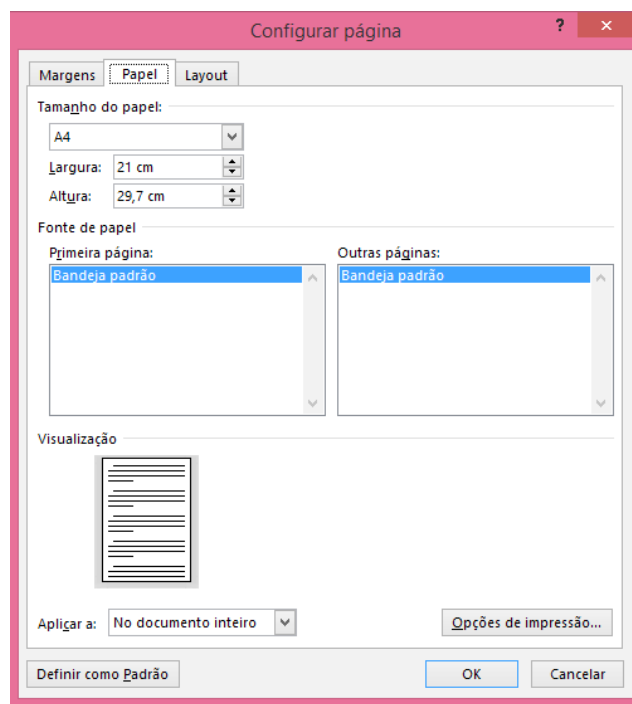 Configurar página ? ×
Margens Papel Layout
Tamanho do papel:
A4
Largura: 21 cm
Altura: 29,7 cm
Fonte de papel
Primeira página: Outras páginas:
Bandeja padrão Bandeja padrão
Visualização
Aplicar a: No documento inteiro Opções de impressão...
Definir como Padrão OK Cancelar